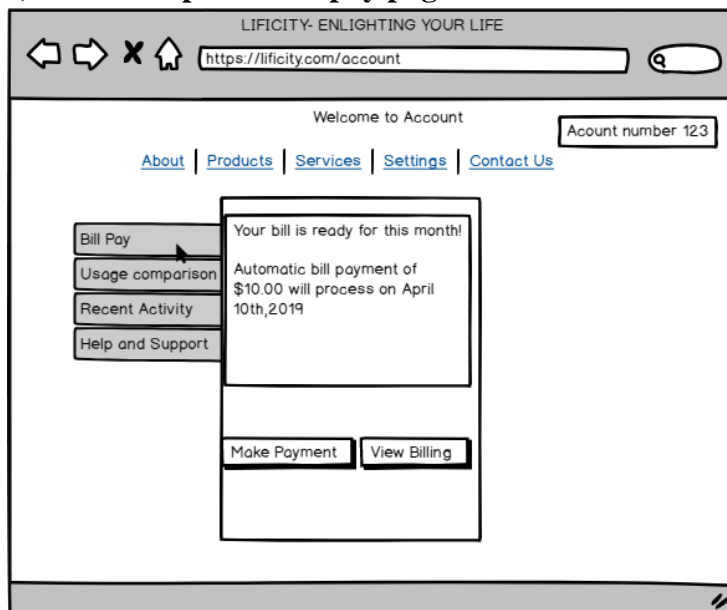 LIFICITY- ENLIGHTING YOUR LIFE
https://lificity.com/account
Welcome to Account
Acount number 123
About Products Services Settings Contact Us
Bill Pay
Usage comparison
Recent Activity
Help and Support
Your bill is ready for this month!
Automatic bill payment of
$10.00 will process on April
10th,2019
Make Payment View Billing